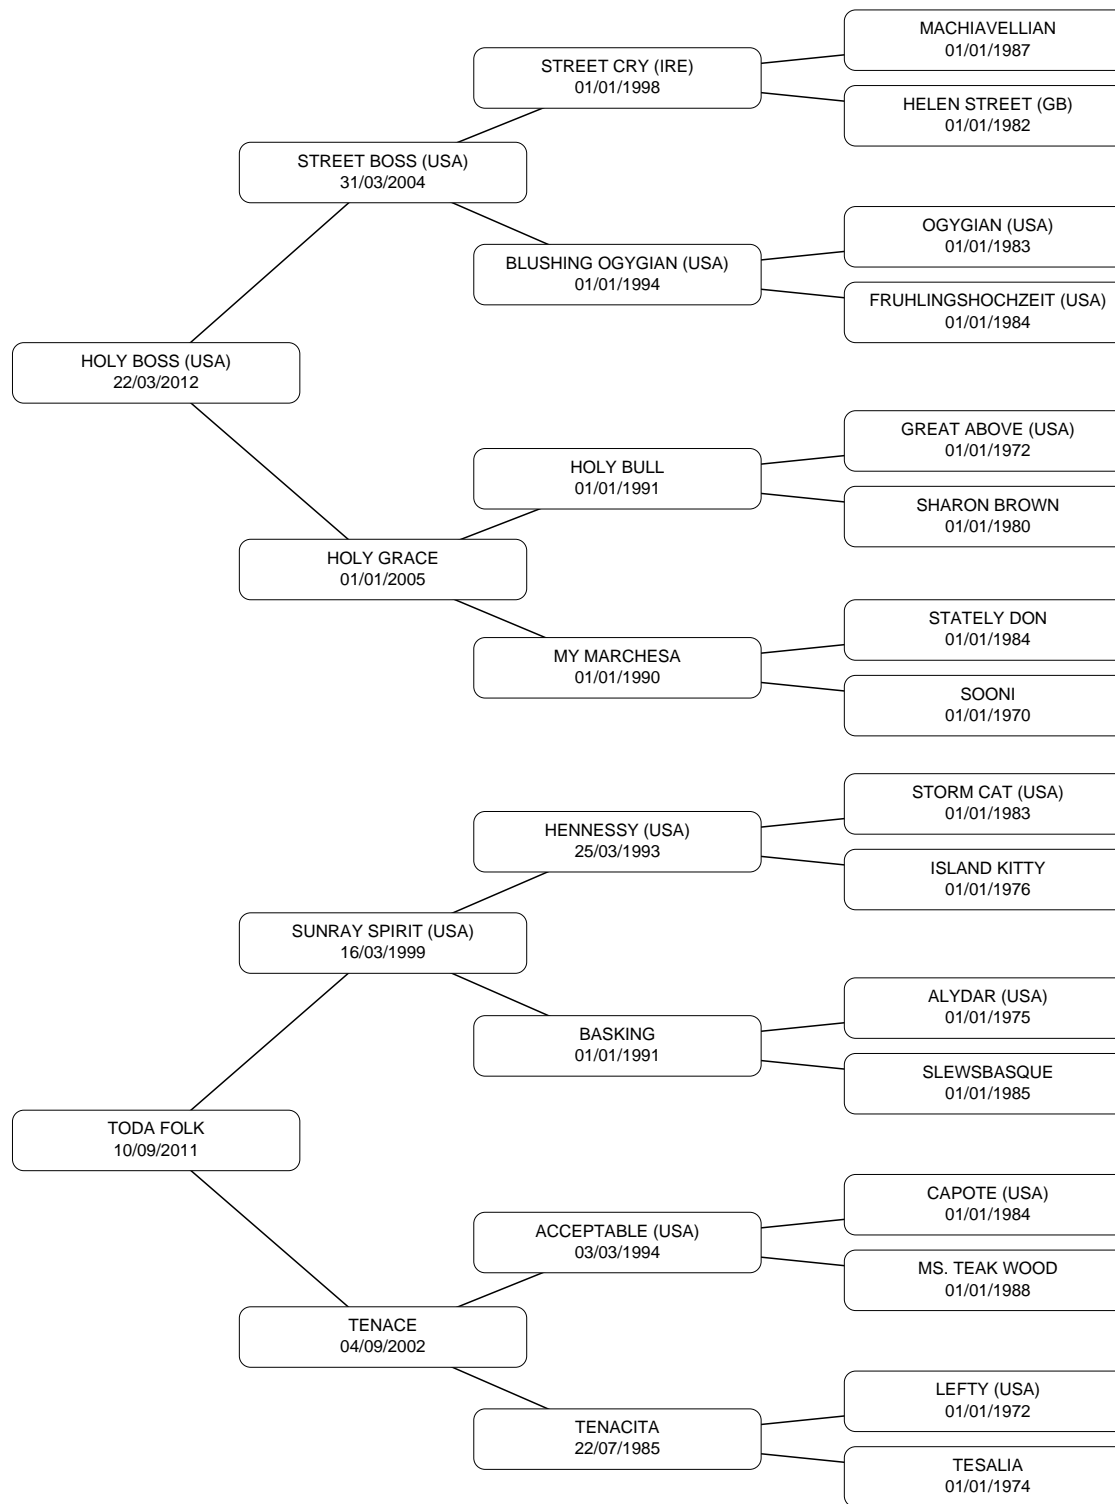 MACHIAVELLIAN
01/01/1987
STREET CRY (IRE)
01/01/1998
HELEN STREET (GB)
01/01/1982
STREET BOSS (USA)
31/03/2004
OGYGIAN (USA)
01/01/1983
BLUSHING OGYGIAN (USA)
01/01/1994
FRUHLINGSHOCHZEIT (USA)
01/01/1984
HOLY BOSS (USA)
22/03/2012
GREAT ABOVE (USA)
01/01/1972
HOLY BULL
01/01/1991
SHARON BROWN
01/01/1980
HOLY GRACE
01/01/2005
STATELY DON
01/01/1984
MY MARCHESA
01/01/1990
SOONI
01/01/1970
STORM CAT (USA)
01/01/1983
HENNESSY (USA)
25/03/1993
ISLAND KITTY
01/01/1976
SUNRAY SPIRIT (USA)
16/03/1999
ALYDAR (USA)
01/01/1975
BASKING
01/01/1991
SLEWSBASQUE
01/01/1985
TODA FOLK
10/09/2011
CAPOTE (USA)
01/01/1984
ACCEPTABLE (USA)
03/03/1994
MS. TEAK WOOD
01/01/1988
TENACE
04/09/2002
LEFTY (USA)
01/01/1972
TENACITA
22/07/1985
TESALIA
01/01/1974